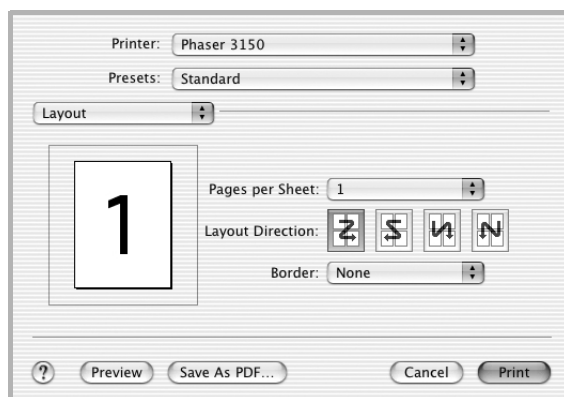 Printer: Phaser 3150
Presets: Standard
Layout
1
Pages per Sheet: 1
Layout Direction:
Border: None
? Preview Save As PDF... Cancel Print